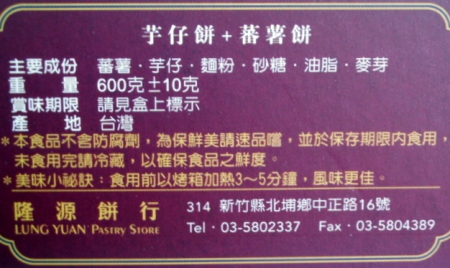 芋仔餅+蕃薯餅
主要成份 蕃薯·芋仔·麵粉·砂糖·油脂·麥芽
重量 600克±10克
賞味期限 請見盒上標示
產地 台灣
*本食品不含防腐劑,為保鮮美請速品嚐,並於保存期限内食用,
未食用完請冷藏,以確保食品之鮮度。
*美味小祕訣:食用前以烤箱加熱3～5分鐘,風味更佳。
隆源餅行 314 新竹縣北埔鄉中正路16號
LUNG YUAN PASTRY STORE Tel·03-5802337 Fax·03-5804389